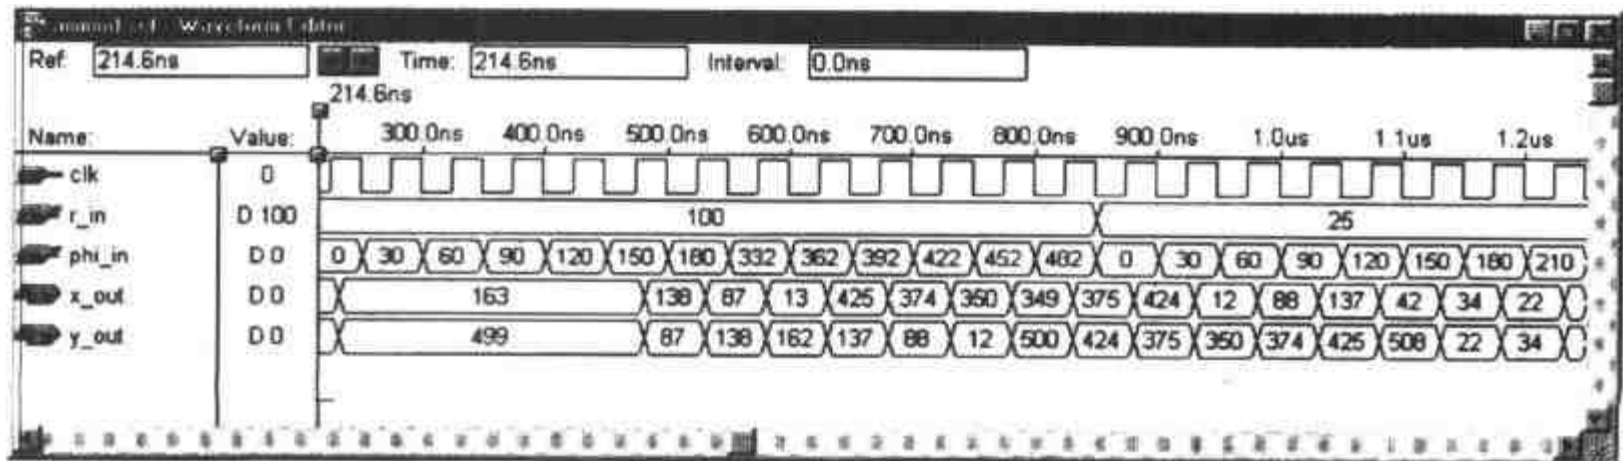 Waveform Editor
Ref: 214.6ns Time: 214.6ns Interval: 0.0ns
214.6ns
Name: Value: 300.0ns 400.0ns 500.0ns 600.0ns 700.0ns 800.0ns 900.0ns 1.0us 1.1us 1.2us
clk 0
r_in D 100 100 25
phi_in D 0 0 30 60 90 120 150 180 332 362 392 422 452 482 0 30 60 90 120 150 180 210
x_out D 0 163 138 87 13 425 374 350 349 375 424 12 88 137 42 34 22
y_out D 0 499 87 138 162 137 88 12 500 424 375 350 374 425 508 22 34